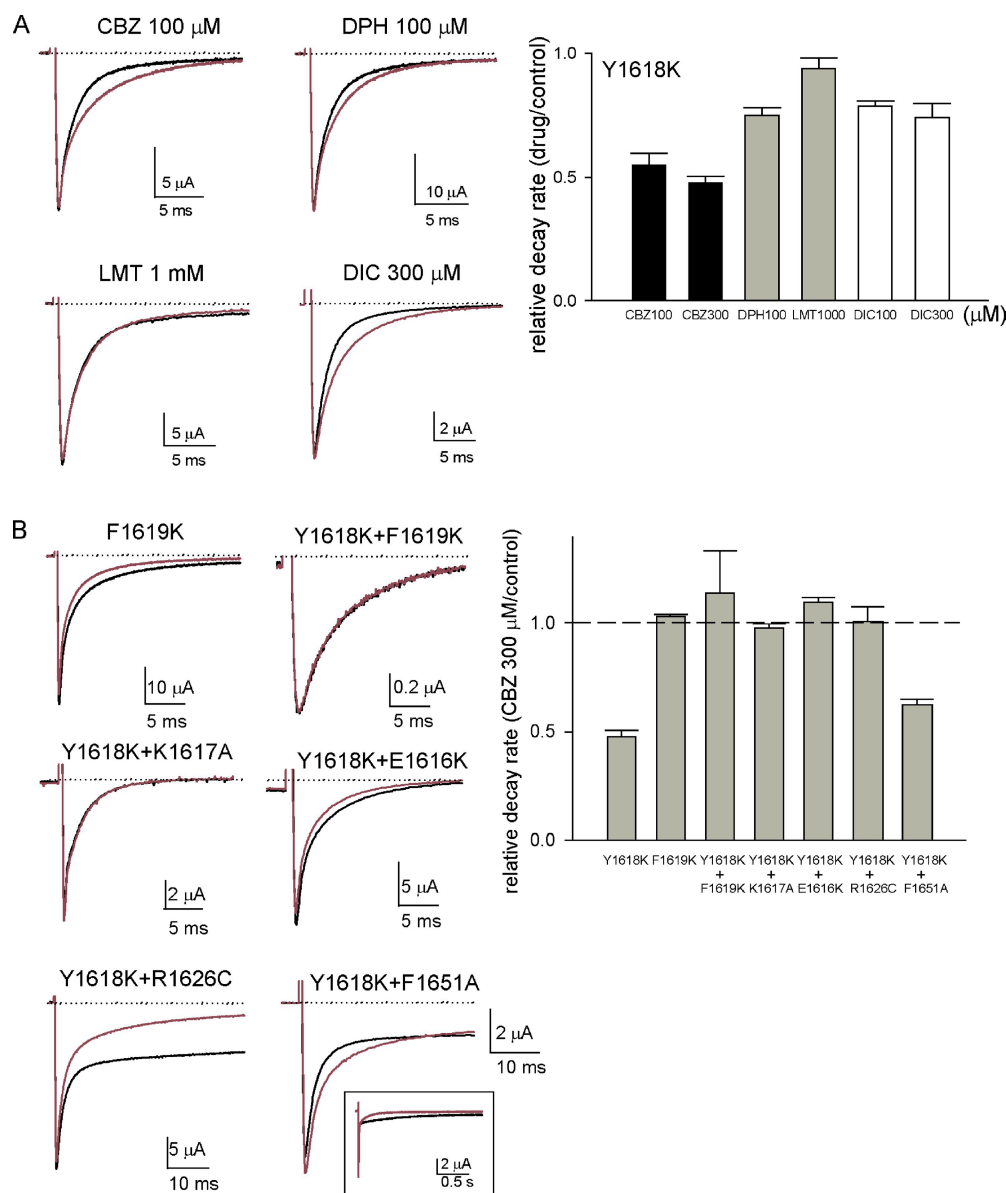 A
CBZ 100 μM
5 μA
5 ms
DPH 100 μM
10 μA
5 ms
LMT 1 mM
5 μA
5 ms
DIC 300 μM
2 μA
5 ms
relative decay rate (drug/control)
1.0
0.5
0.0
Y1618K
CBZ100
CBZ300
DPH100
LMT1000
DIC100
DIC300
(μM)
B
F1619K
10 μA
5 ms
Y1618K+F1619K
0.2 μA
5 ms
Y1618K+K1617A
2 μA
5 ms
Y1618K+E1616K
5 μA
5 ms
Y1618K+R1626C
5 μA
10 ms
Y1618K+F1651A
2 μA
10 ms
2 μA
0.5 s
relative decay rate (CBZ 300 μM/control)
1.0
0.5
0.0
Y1618K
F1619K
Y1618K
+
F1619K
Y1618K
+
K1617A
Y1618K
+
E1616K
Y1618K
+
R1626C
Y1618K
+
F1651A